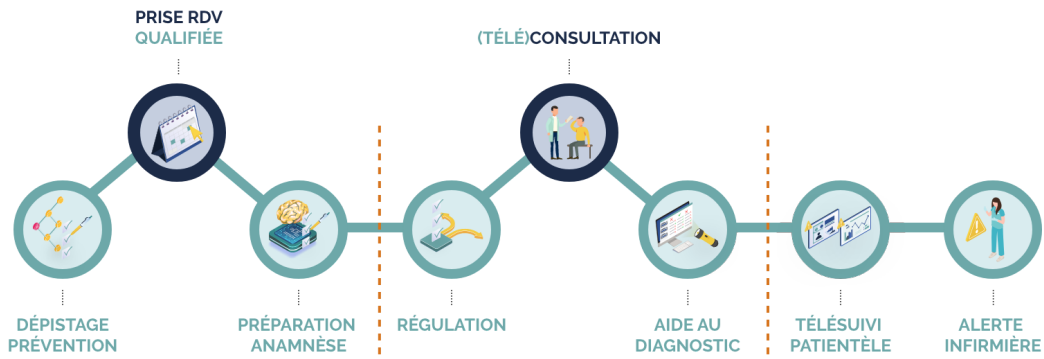 PRISE RDV
QUALIFIÉE
(TÉLÉ)CONSULTATION
DÉPISTAGE
PRÉVENTION
PRÉPARATION
ANAMNÈSE
RÉGULATION
AIDE AU
DIAGNOSTIC
TÉLÉSUIVI
PATIENTÈLE
ALERTE
INFIRMIÈRE